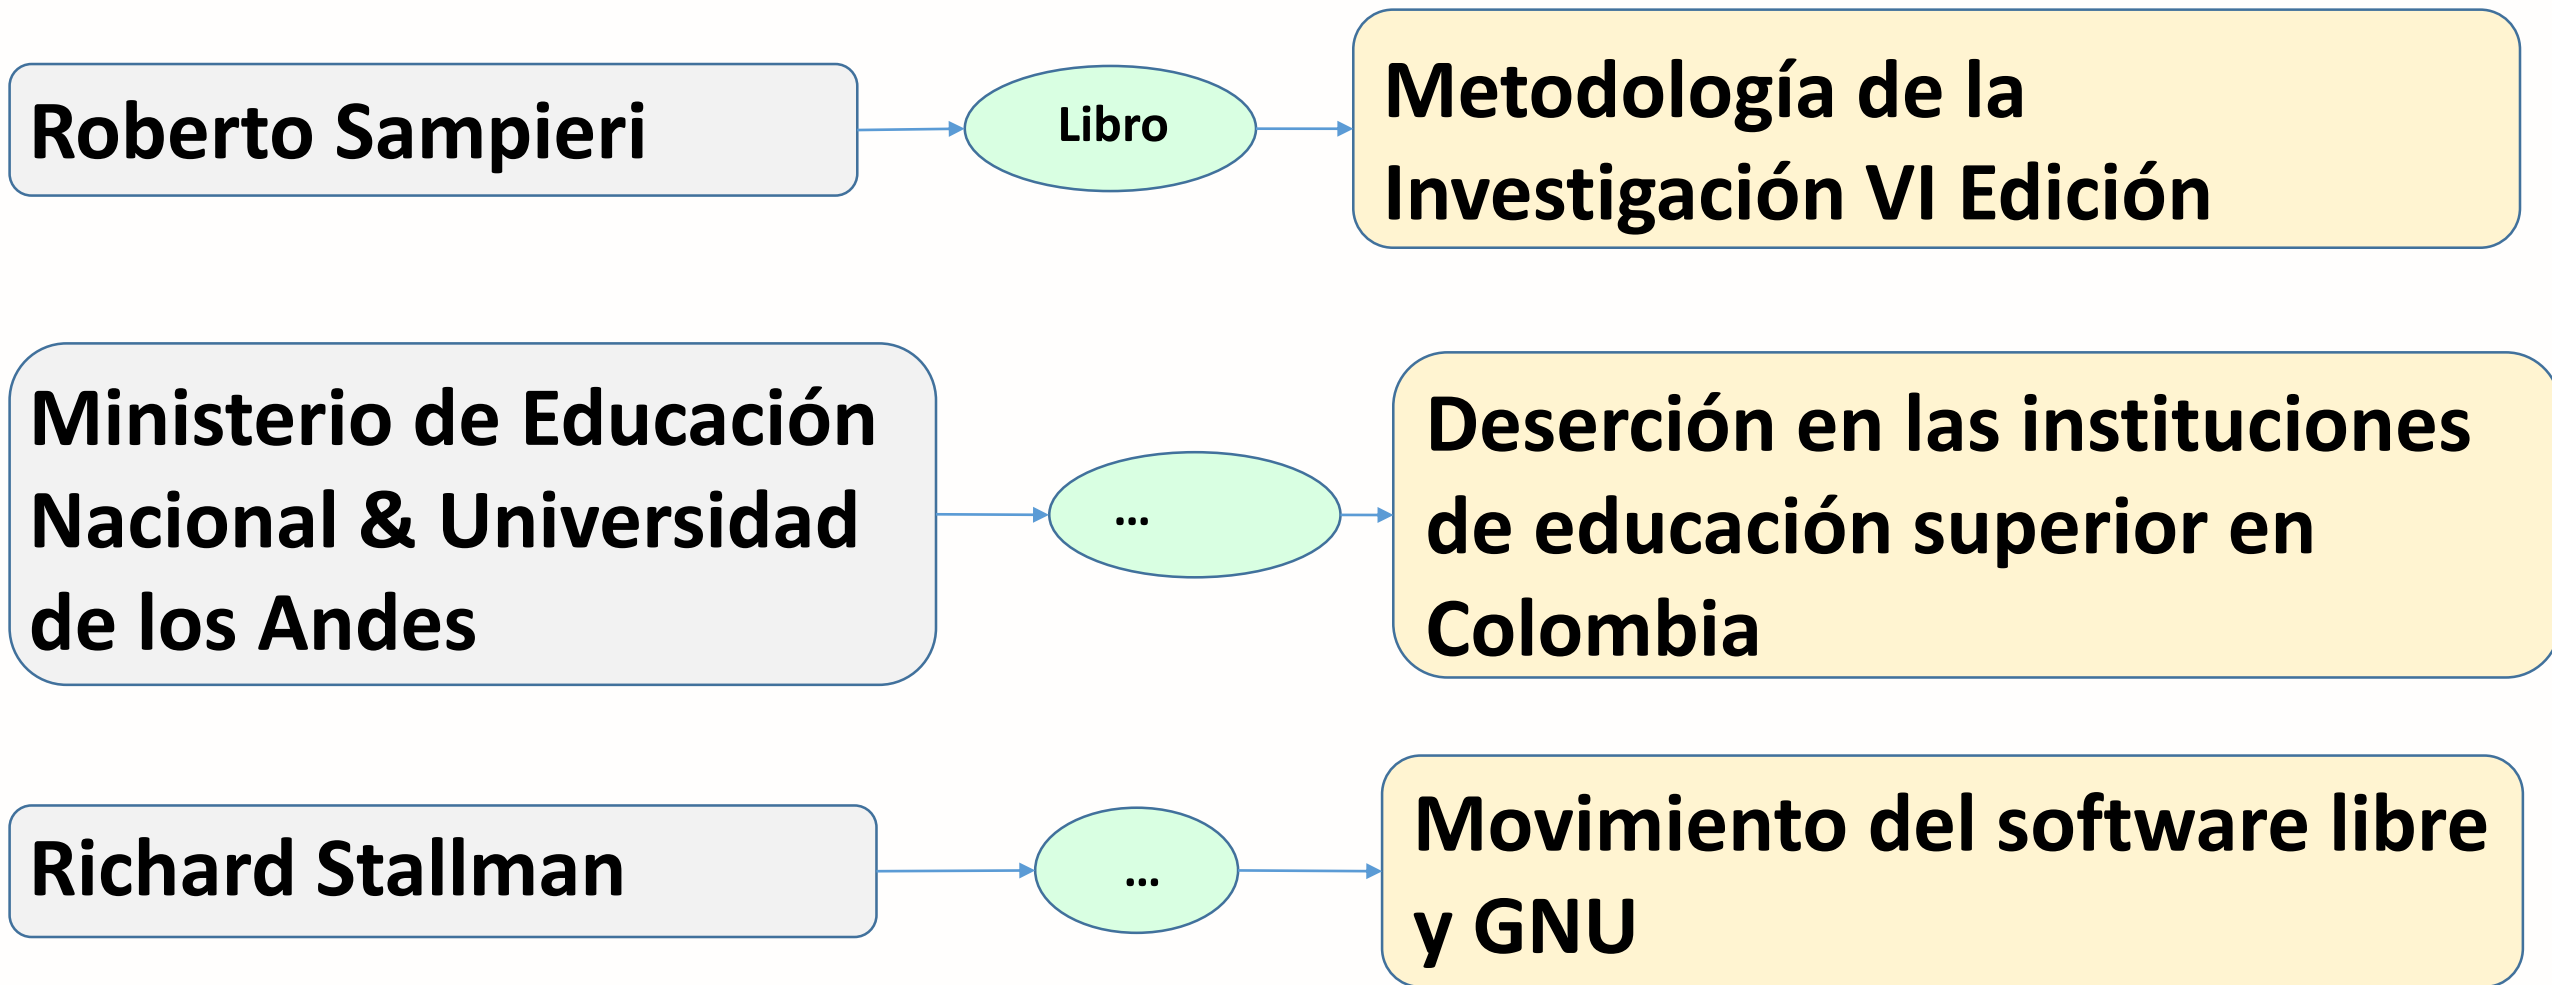 Roberto Sampieri
Libro
Metodología de la
Investigación VI Edición
Ministerio de Educación
Nacional & Universidad
de los Andes
...
Deserción en las instituciones
de educación superior en
Colombia
Richard Stallman
...
Movimiento del software libre
y GNU